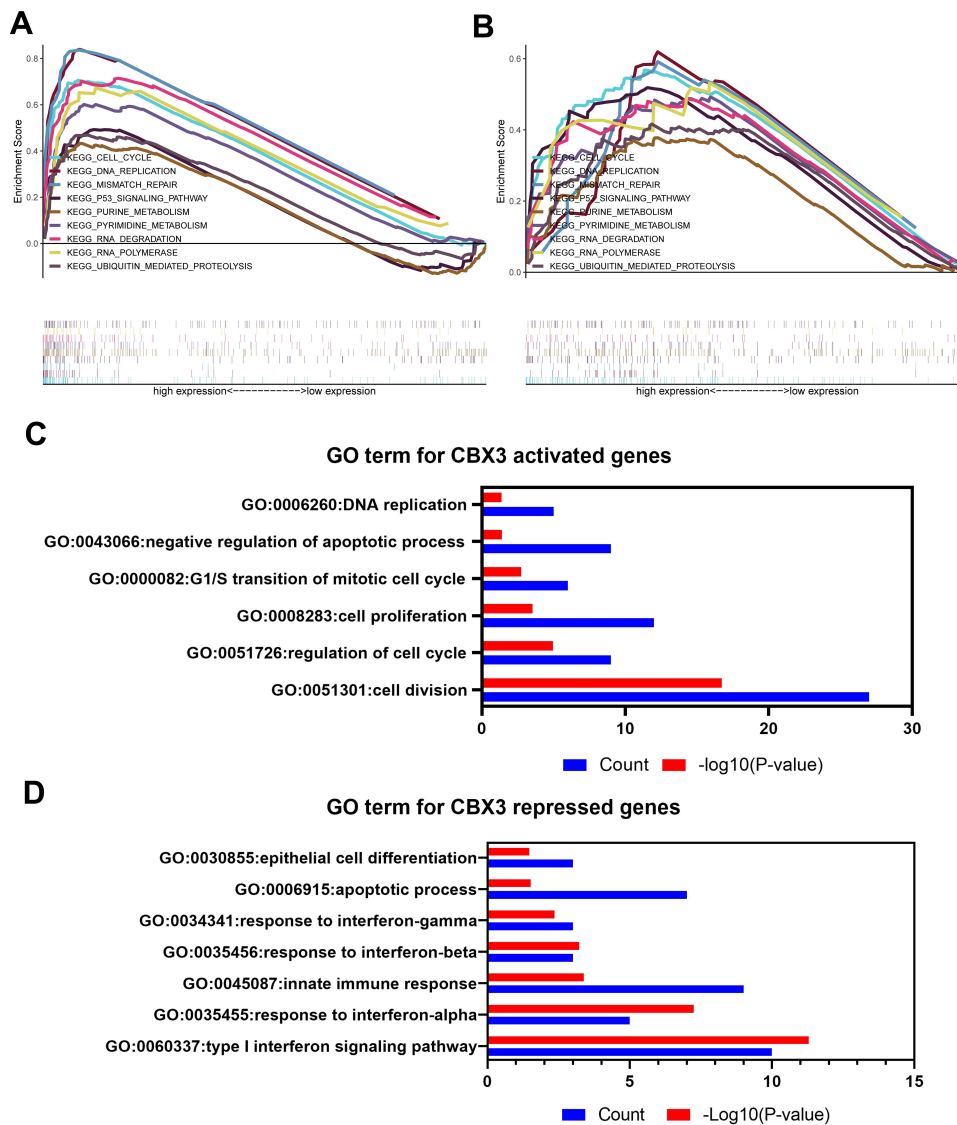 A
Enrichment Score
0.8
0.6
0.4
0.2
0.0
KEGG_CELL_CYCLE
KEGG_DNA_REPLICATION
KEGG_MISMATCH_REPAIR
KEGG_P53_SIGNALING_PATHWAY
KEGG_PURINE_METABOLISM
KEGG_PYRIMIDINE_METABOLISM
KEGG_RNA_DEGRADATION
KEGG_RNA_POLYMERASE
KEGG_UBIQUITIN_MEDIATED_PROTEOLYSIS
high expression<----------->low expression
B
Enrichment Score
0.6
0.4
0.2
0.0
KEGG_CELL_CYCLE
KEGG_DNA_REPLICATION
KEGG_MISMATCH_REPAIR
KEGG_P53_SIGNALING_PATHWAY
KEGG_PURINE_METABOLISM
KEGG_PYRIMIDINE_METABOLISM
KEGG_RNA_DEGRADATION
KEGG_RNA_POLYMERASE
KEGG_UBIQUITIN_MEDIATED_PROTEOLYSIS
high expression<----------->low expression
C
GO term for CBX3 activated genes
GO:0006260:DNA replication
GO:0043066:negative regulation of apoptotic process
GO:0000082:G1/S transition of mitotic cell cycle
GO:0008283:cell proliferation
GO:0051726:regulation of cell cycle
GO:0051301:cell division
0 10 20 30
Count -log10(P-value)
D
GO term for CBX3 repressed genes
GO:0030855:epithelial cell differentiation
GO:0006915:apoptotic process
GO:0034341:response to interferon-gamma
GO:0035456:response to interferon-beta
GO:0045087:innate immune response
GO:0035455:response to interferon-alpha
GO:0060337:type I interferon signaling pathway
0 5 10 15
Count -Log10(P-value)